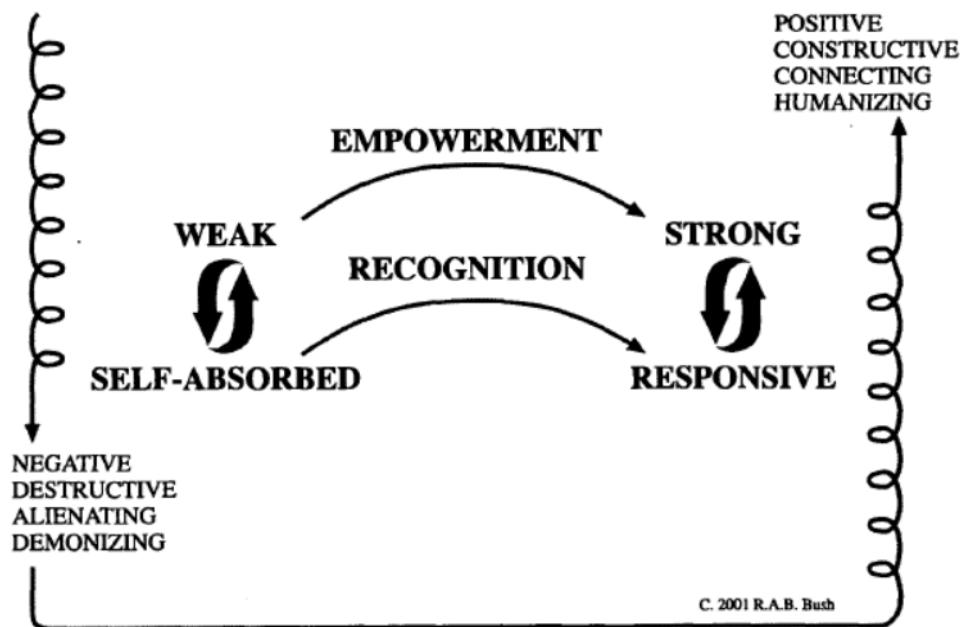 POSITIVE
CONSTRUCTIVE
CONNECTING
HUMANIZING
EMPOWERMENT
WEAK
STRONG
RECOGNITION
SELF-ABSORBED
RESPONSIVE
NEGATIVE
DESTRUCTIVE
ALIENATING
DEMONIZING
C. 2001 R.A.B. Bush